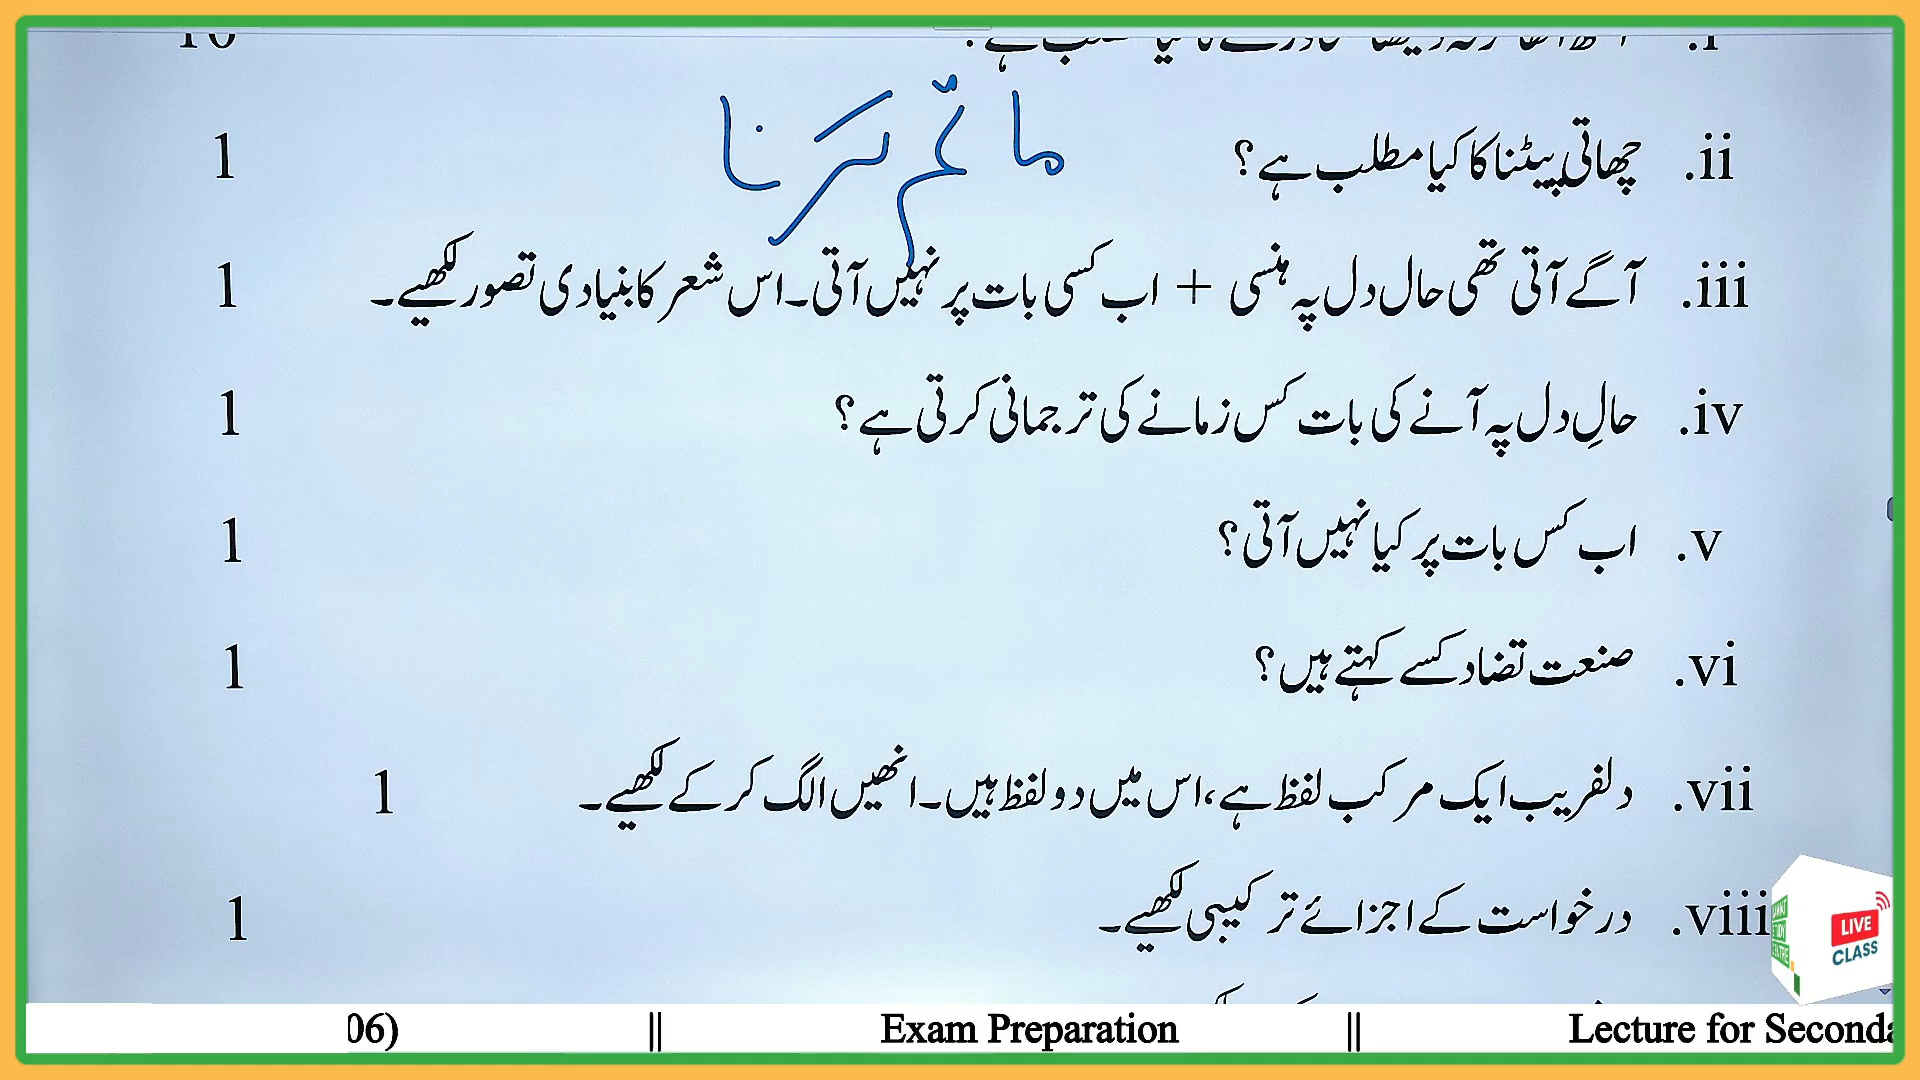 10
i.
ii. چھاتی پیٹنا کا کیا مطلب ہے؟ ماتم کرنا 1
iii. آگے آتی تھی حال دل پہ ہنسی + اب کسی بات پر نہیں آتی۔ اس شعر کا بنیادی تصور لکھیے۔ 1
iv. حالِ دل پہ آنے کی بات کس زمانے کی ترجمانی کرتی ہے؟ 1
v. اب کس بات پر کیا نہیں آتی؟ 1
vi. صنعت تضاد کسے کہتے ہیں؟ 1
vii. دلفریب ایک مرکب لفظ ہے، اس میں دو لفظ ہیں۔ انھیں الگ کر کے لکھیے۔ 1
viii. درخواست کے اجزائے ترکیبی لکھیے۔ 1
LIVE
CLASS
06) || Exam Preparation || Lecture for Seconda